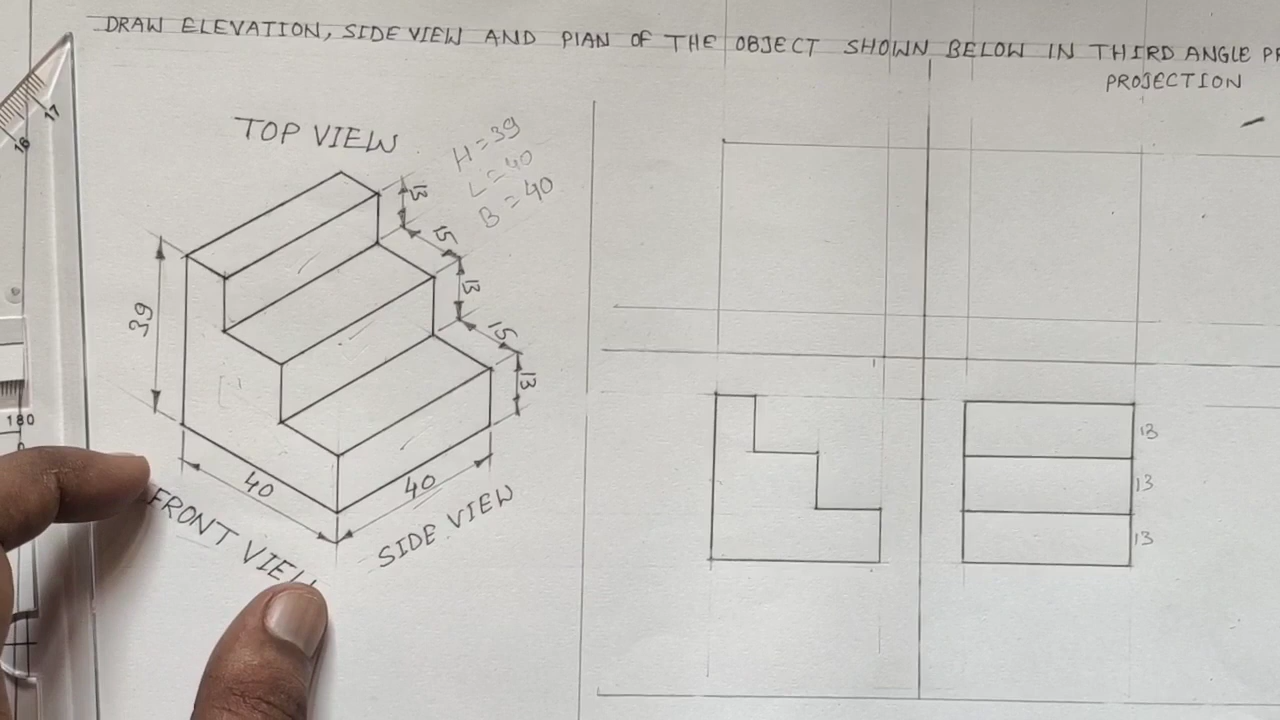 DRAW ELEVATION, SIDE VIEW AND PlAN OF THE OBJECT SHOWN BELOW IN THIRD ANGLE PR
PROJECTION
17
16
TOP VIEW
H = 39
L = 40
B = 40
13
15
13
15
13
39
40
40
FRONT VIEW
SIDE VIEW
180
13
13
13